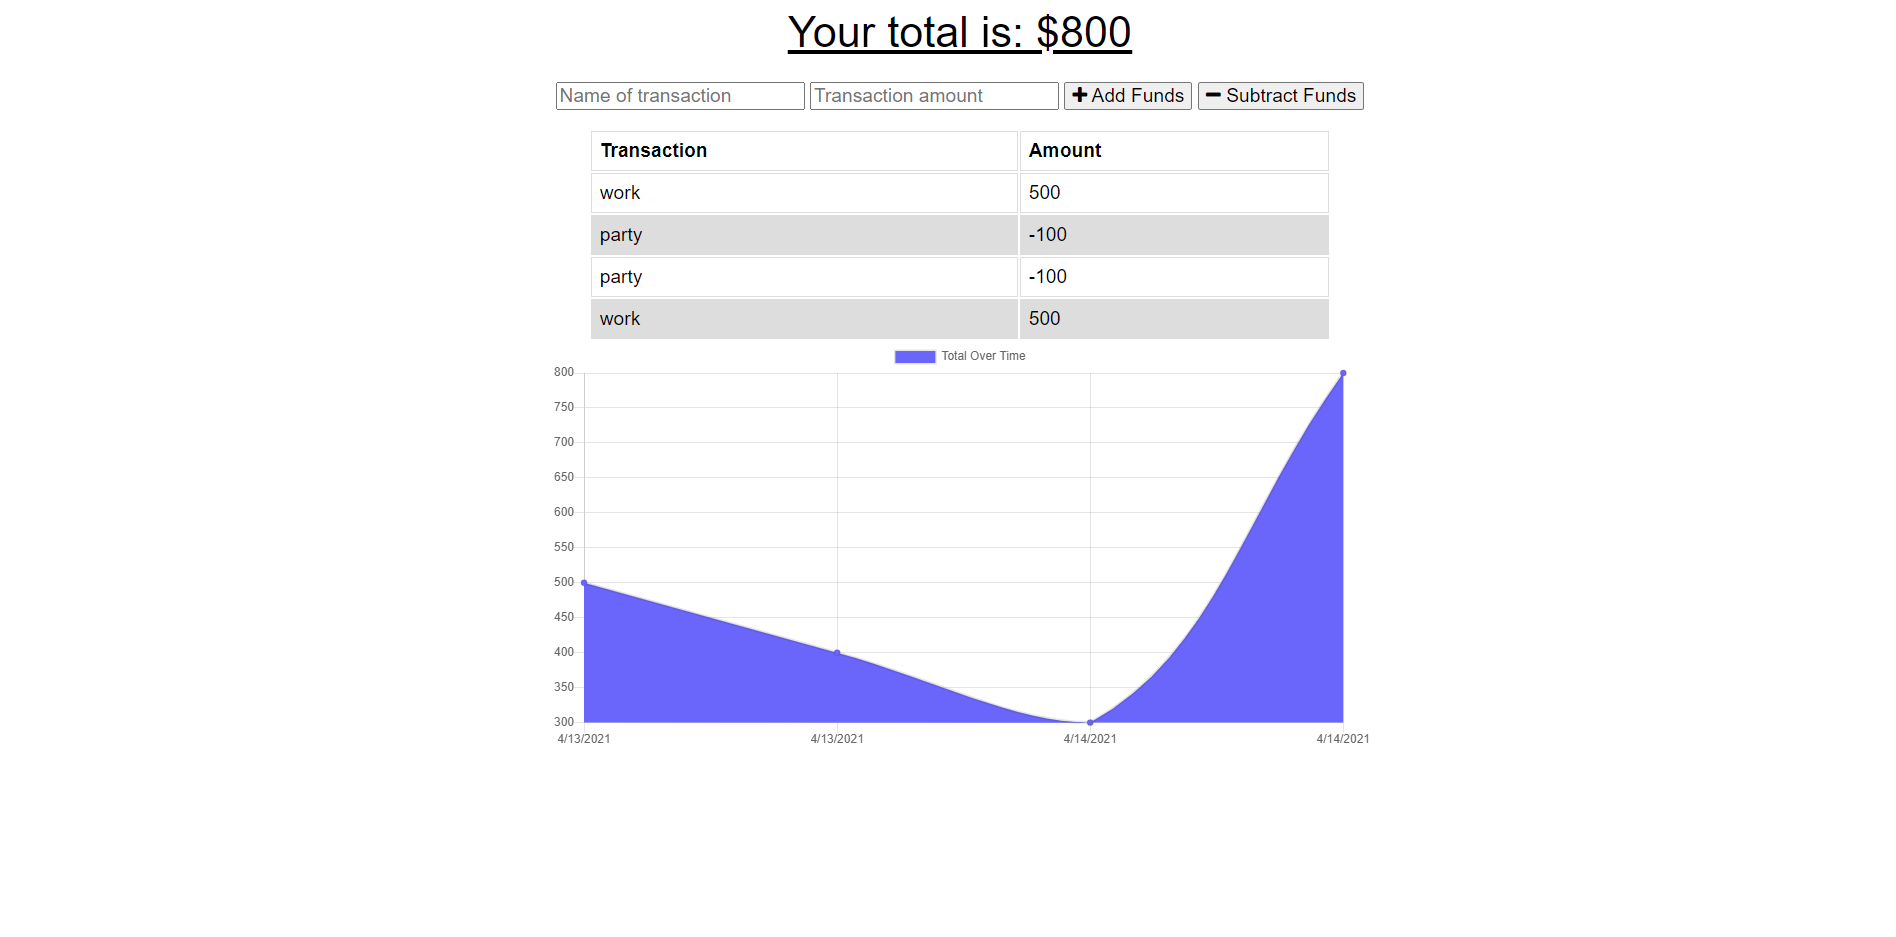 Your total is: $800
Name of transaction Transaction amount Add Funds Subtract Funds
Transaction Amount
work 500
party -100
party -100
work 500
Total Over Time
800
750
700
650
600
550
500
450
400
350
300
4/13/2021 4/13/2021 4/14/2021 4/14/2021